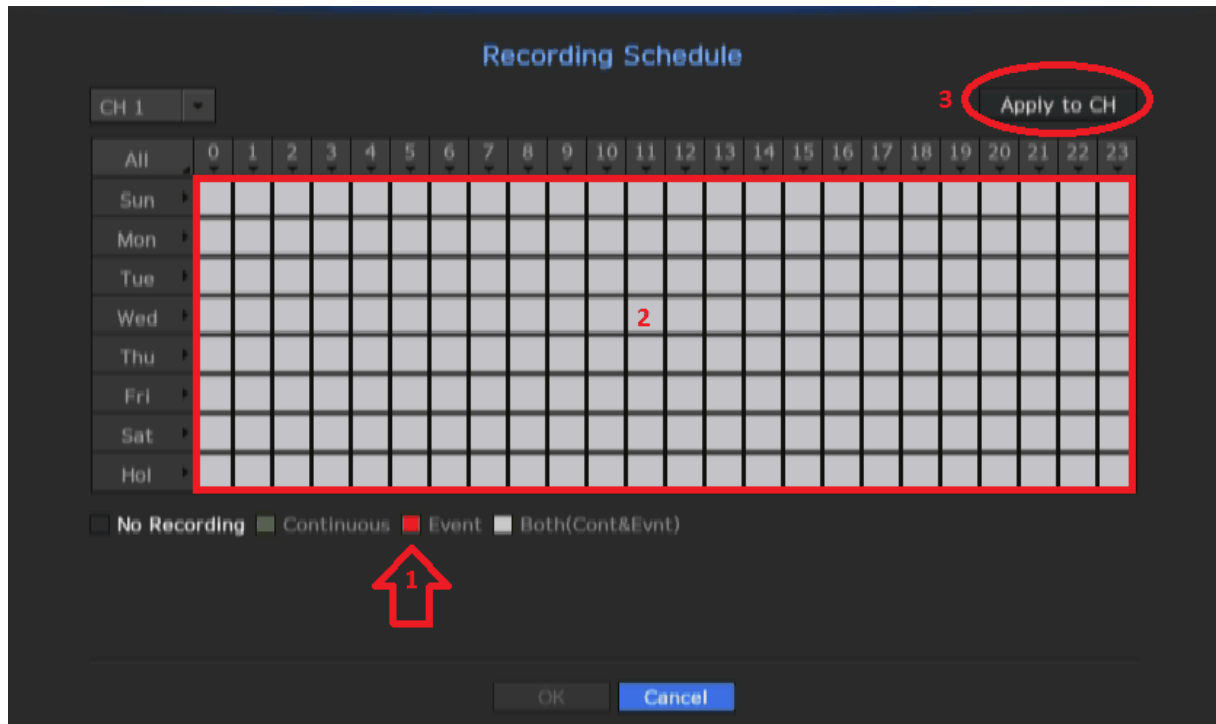 Recording Schedule
CH 1 3 Apply to CH
All 0 1 2 3 4 5 6 7 8 9 10 11 12 13 14 15 16 17 18 19 20 21 22 23
Sun
Mon
Tue
Wed 2
Thu
Fri
Sat
Hol
No Recording Continuous Event Both(Cont&Evnt)
1
OK Cancel